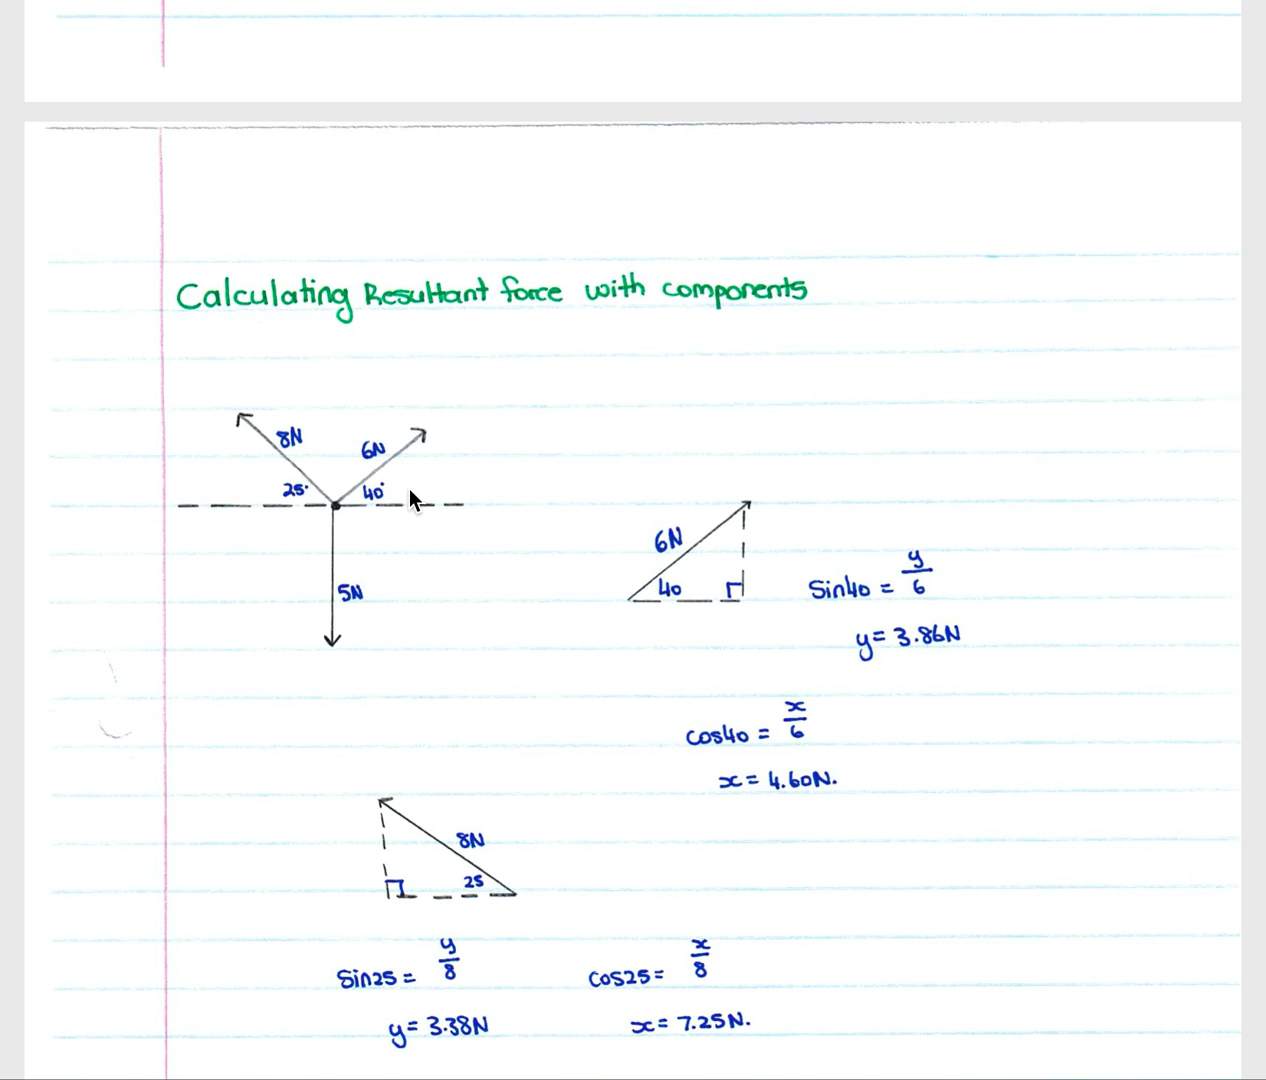 Calculating Resultant force with components
8N
6N
25°
40°
5N
6N
40
Sin40 = y/6
y = 3.86N
cos40 = x/6
x = 4.60N.
8N
25
Sin25 = y/8
cos25 = x/8
y = 3.38N
x = 7.25N.